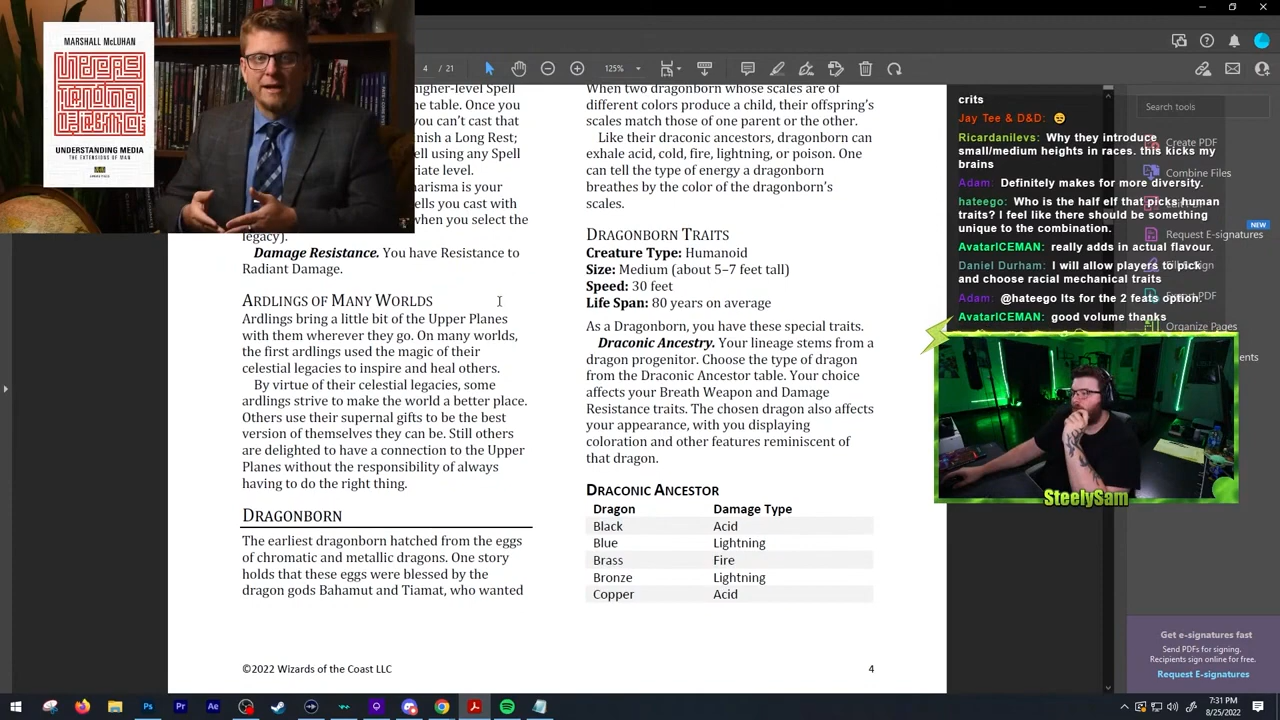 MARSHALL McLUHAN
UNDERSTANDING MEDIA
THE EXTENSIONS OF MAN
4 / 21
125%
higher-level Spell
ne table. Once you
you can't cast that
nish a Long Rest;
ell using any Spell
riate level.
narisma is your
ells you cast with
when you select the
legacy).
Damage Resistance. You have Resistance to
Radiant Damage.
ARDLINGS OF MANY WORLDS
Ardlings bring a little bit of the Upper Planes
with them wherever they go. On many worlds,
the first ardlings used the magic of their
celestial legacies to inspire and heal others.
By virtue of their celestial legacies, some
ardlings strive to make the world a better place.
Others use their supernal gifts to be the best
version of themselves they can be. Still others
are delighted to have a connection to the Upper
Planes without the responsibility of always
having to do the right thing.
DRAGONBORN
The earliest dragonborn hatched from the eggs
of chromatic and metallic dragons. One story
holds that these eggs were blessed by the
dragon gods Bahamut and Tiamat, who wanted
When two dragonborn whose scales are of
different colors produce a child, their offspring's
scales match those of one parent or the other.
Like their draconic ancestors, dragonborn can
exhale acid, cold, fire, lightning, or poison. One
can tell the type of energy a dragonborn
breathes by the color of the dragonborn's
scales.
DRAGONBORN TRAITS
Creature Type: Humanoid
Size: Medium (about 5–7 feet tall)
Speed: 30 feet
Life Span: 80 years on average
As a Dragonborn, you have these special traits.
Draconic Ancestry. Your lineage stems from a
dragon progenitor. Choose the type of dragon
from the Draconic Ancestor table. Your choice
affects your Breath Weapon and Damage
Resistance traits. The chosen dragon also affects
your appearance, with you displaying
coloration and other features reminiscent of
that dragon.
DRACONIC ANCESTOR
Dragon Damage Type
Black Acid
Blue Lightning
Brass Fire
Bronze Lightning
Copper Acid
©2022 Wizards of the Coast LLC
4
crits
Jay Tee & D&D:
Ricardanilevs: Why they introduce
small/medium heights in races. this kicks my
brains
Adam: Definitely makes for more diversity.
hateego: Who is the half elf that picks human
traits? I feel like there should be something
unique to the combination.
AvatarICEMAN: really adds in actual flavour.
Daniel Durham: I will allow players to pick
and choose racial mechanical traits
Adam: @hateego Its for the 2 feats option.
AvatarICEMAN: good volume thanks
Search tools
Create PDF
Combine Files
NEW
Request E-signatures
Sign
PDF
Organize Pages
ents
SteelySam
Get e-signatures fast
Send PDFs for signing.
Recipients sign online for free.
Request E-signatures
7:31 PM
8/25/2022